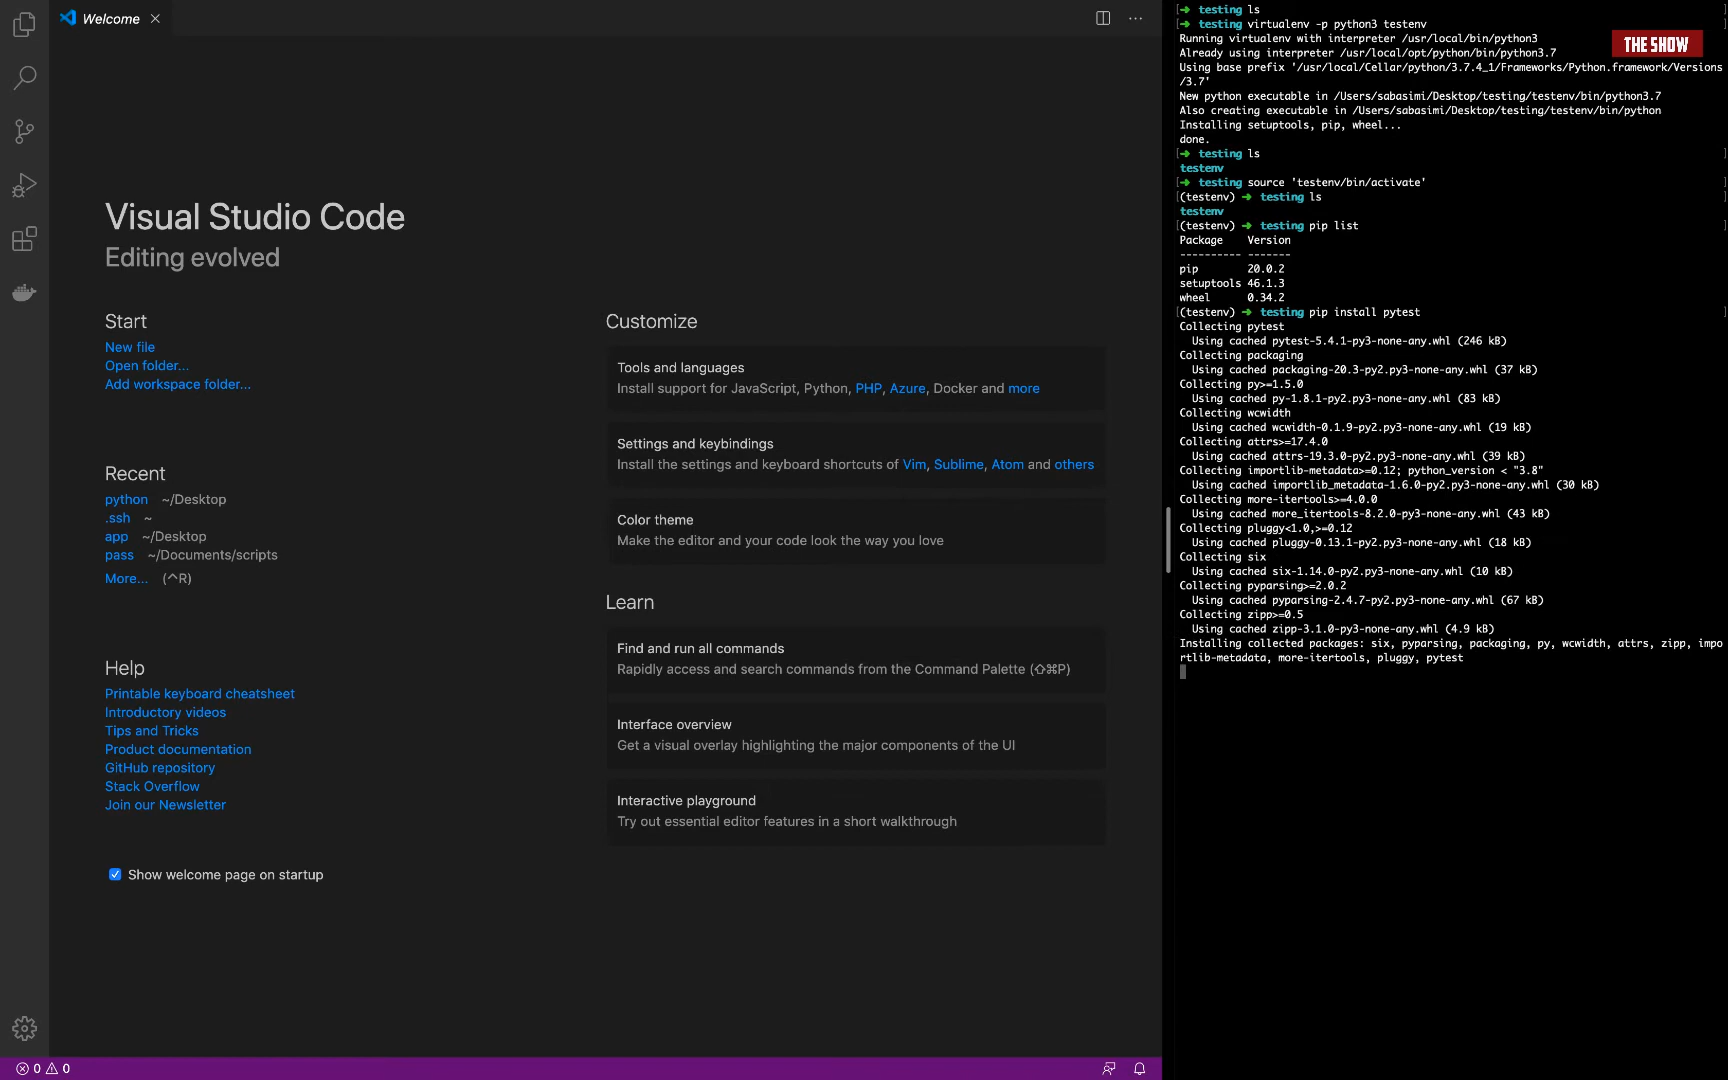 Welcome
Visual Studio Code
Editing evolved
Start
New file
Open folder...
Add workspace folder...
Recent
python ~/Desktop
.ssh ~
app ~/Desktop
pass ~/Documents/scripts
More... (^R)
Help
Printable keyboard cheatsheet
Introductory videos
Tips and Tricks
Product documentation
GitHub repository
Stack Overflow
Join our Newsletter
Show welcome page on startup
Customize
Tools and languages
Install support for JavaScript, Python, PHP, Azure, Docker and more
Settings and keybindings
Install the settings and keyboard shortcuts of Vim, Sublime, Atom and others
Color theme
Make the editor and your code look the way you love
Learn
Find and run all commands
Rapidly access and search commands from the Command Palette (⇧⌘P)
Interface overview
Get a visual overlay highlighting the major components of the UI
Interactive playground
Try out essential editor features in a short walkthrough
0 0
[➜ testing ls ]
[➜ testing virtualenv -p python3 testenv ]
Running virtualenv with interpreter /usr/local/bin/python3
Already using interpreter /usr/local/opt/python/bin/python3.7
Using base prefix '/usr/local/Cellar/python/3.7.4_1/Frameworks/Python.framework/Versions
/3.7'
New python executable in /Users/sabasimi/Desktop/testing/testenv/bin/python3.7
Also creating executable in /Users/sabasimi/Desktop/testing/testenv/bin/python
Installing setuptools, pip, wheel...
done.
[➜ testing ls ]
testenv
[➜ testing source 'testenv/bin/activate' ]
[(testenv) ➜ testing ls ]
testenv
[(testenv) ➜ testing pip list ]
Package Version
---------- -------
pip 20.0.2
setuptools 46.1.3
wheel 0.34.2
[(testenv) ➜ testing pip install pytest ]
Collecting pytest
Using cached pytest-5.4.1-py3-none-any.whl (246 kB)
Collecting packaging
Using cached packaging-20.3-py2.py3-none-any.whl (37 kB)
Collecting py>=1.5.0
Using cached py-1.8.1-py2.py3-none-any.whl (83 kB)
Collecting wcwidth
Using cached wcwidth-0.1.9-py2.py3-none-any.whl (19 kB)
Collecting attrs>=17.4.0
Using cached attrs-19.3.0-py2.py3-none-any.whl (39 kB)
Collecting importlib-metadata>=0.12; python_version < "3.8"
Using cached importlib_metadata-1.6.0-py2.py3-none-any.whl (30 kB)
Collecting more-itertools>=4.0.0
Using cached more_itertools-8.2.0-py3-none-any.whl (43 kB)
Collecting pluggy<1.0,>=0.12
Using cached pluggy-0.13.1-py2.py3-none-any.whl (18 kB)
Collecting six
Using cached six-1.14.0-py2.py3-none-any.whl (10 kB)
Collecting pyparsing>=2.0.2
Using cached pyparsing-2.4.7-py2.py3-none-any.whl (67 kB)
Collecting zipp>=0.5
Using cached zipp-3.1.0-py3-none-any.whl (4.9 kB)
Installing collected packages: six, pyparsing, packaging, py, wcwidth, attrs, zipp, impo
rtlib-metadata, more-itertools, pluggy, pytest
THE SHOW